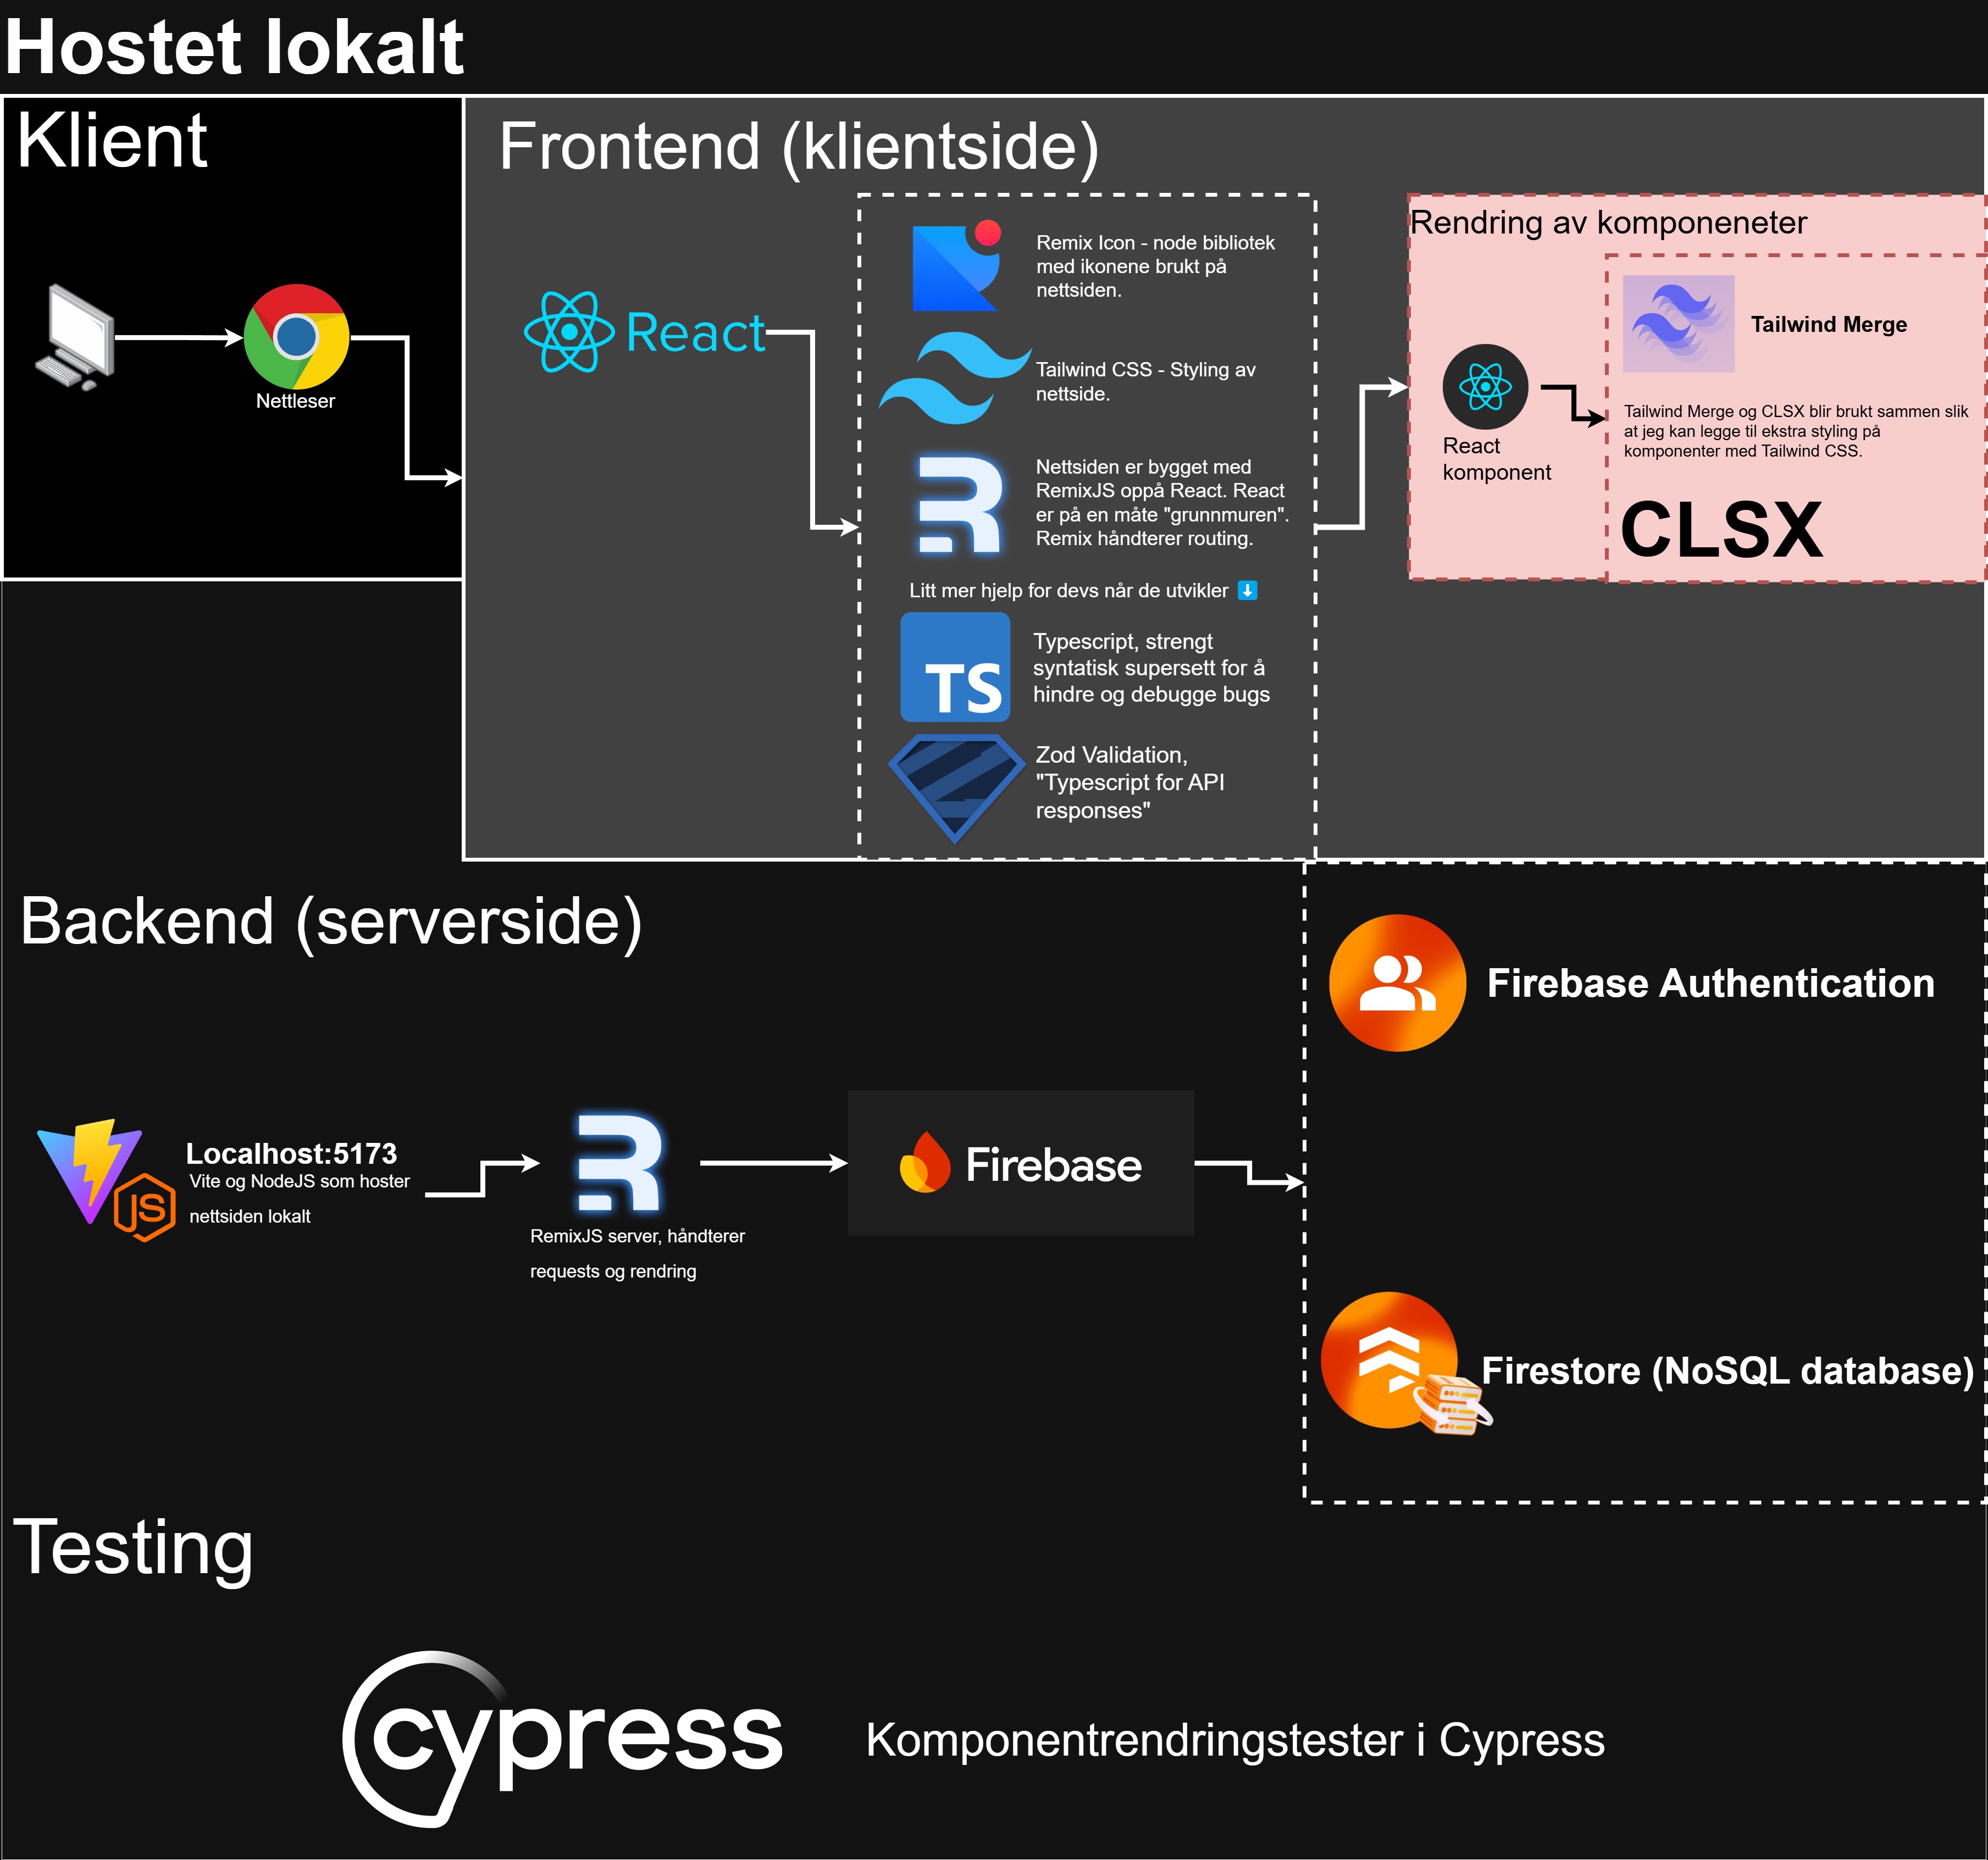 Hostet lokalt
Klient
Nettleser
Frontend (klientside)
React
Remix Icon - node bibliotek
med ikonene brukt på
nettsiden.
Tailwind CSS - Styling av
nettside.
Nettsiden er bygget med
RemixJS oppå React. React
er på en måte "grunnmuren".
Remix håndterer routing.
Litt mer hjelp for devs når de utvikler ⬇️
TS
Typescript, strengt
syntatisk supersett for å
hindre og debugge bugs
Zod Validation,
"Typescript for API
responses"
Rendring av komponeneter
React
komponent
Tailwind Merge
Tailwind Merge og CLSX blir brukt sammen slik
at jeg kan legge til ekstra styling på
komponenter med Tailwind CSS.
CLSX
Backend (serverside)
JS
Localhost:5173
Vite og NodeJS som hoster
nettsiden lokalt
RemixJS server, håndterer
requests og rendring
Firebase
Firebase Authentication
Firestore (NoSQL database)
Testing
cypress
Komponentrendringstester i Cypress